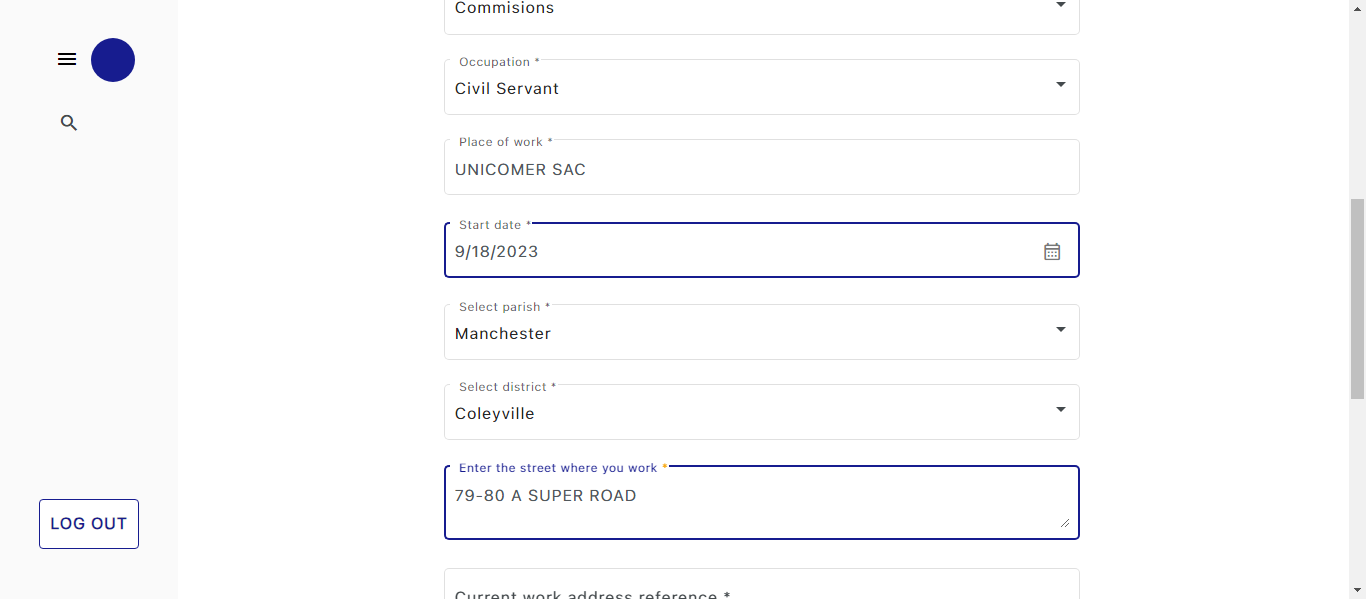 Commisions
Occupation *
Civil Servant
Place of work *
UNICOMER SAC
Start date *
9/18/2023
Select parish *
Manchester
Select district *
Coleyville
Enter the street where you work *
79-80 A SUPER ROAD
LOG OUT
Current work address reference *